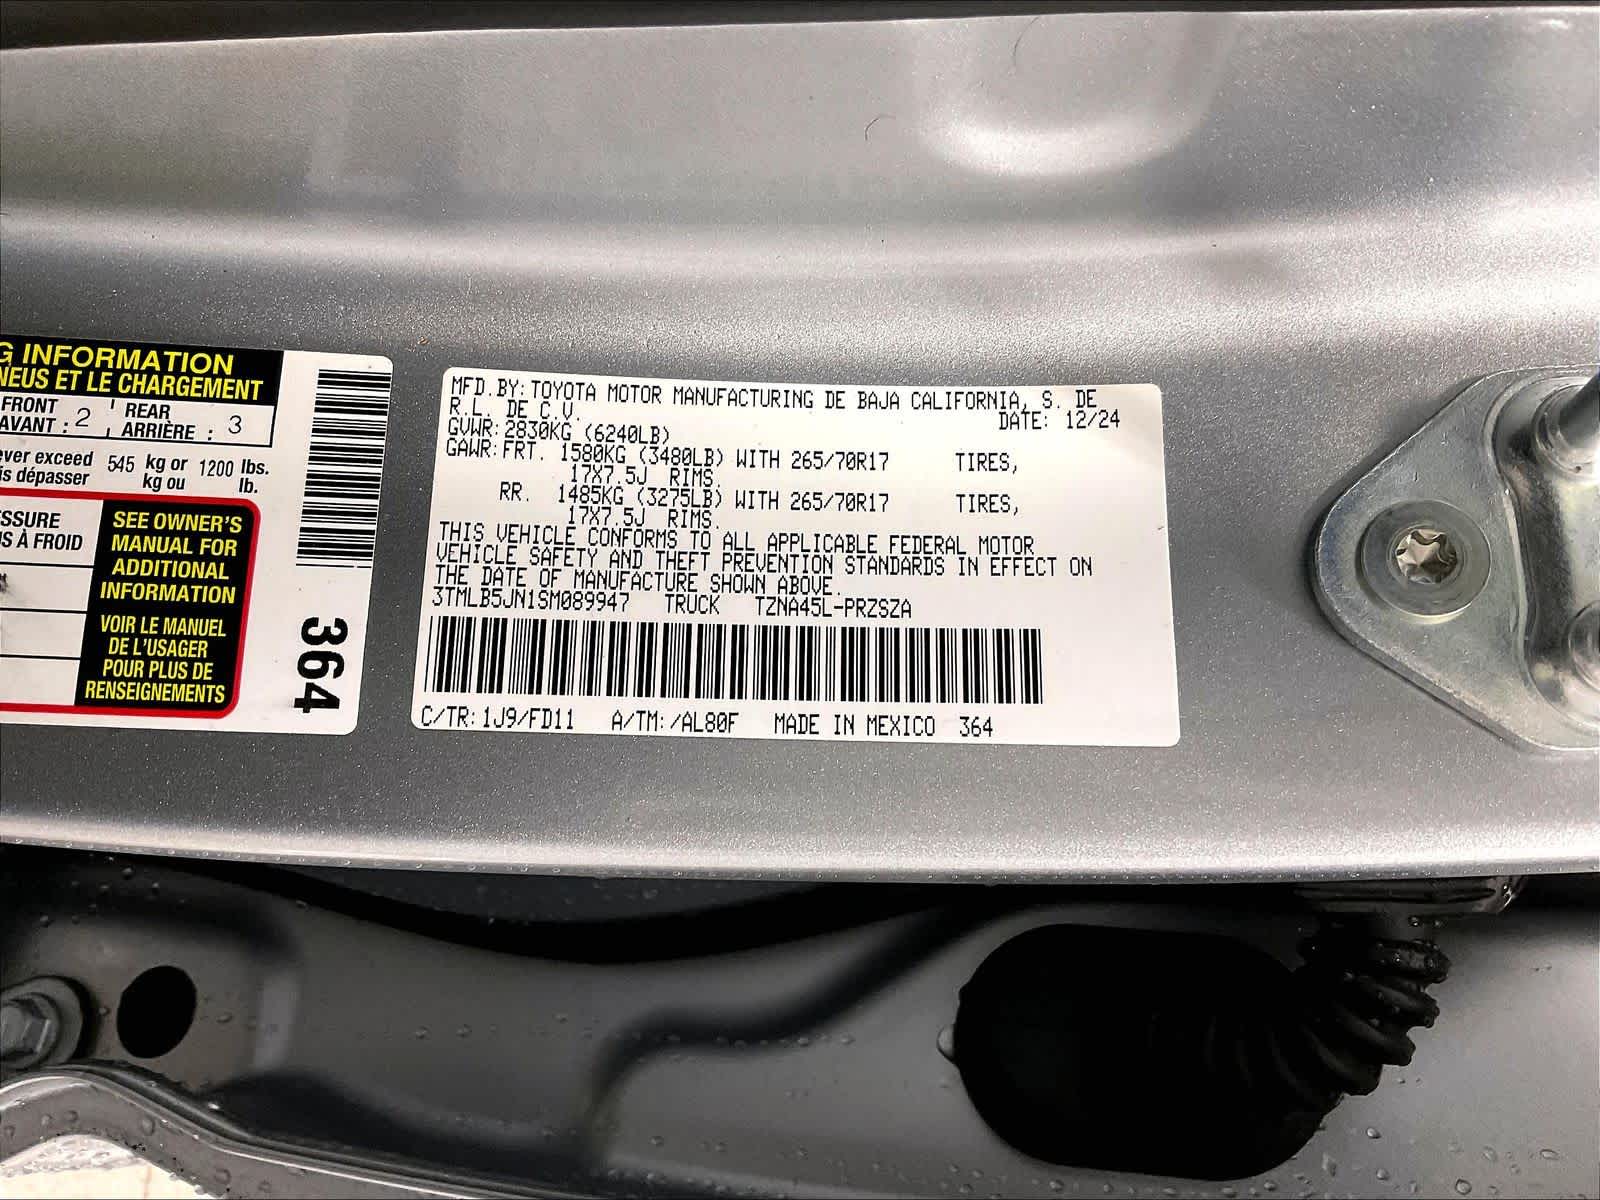 G INFORMATION
NEUS ET LE CHARGEMENT
FRONT
AVANT : 2
REAR
ARRIÈRE : 3
ever exceed
is dépasser
545 kg or 1200 lbs.
kg ou lb.
ESSURE
S À FROID
SEE OWNER'S
MANUAL FOR
ADDITIONAL
INFORMATION
VOIR LE MANUEL
DE L'USAGER
POUR PLUS DE
RENSEIGNEMENTS
364
MFD.BY: TOYOTA MOTOR MANUFACTURING DE BAJA CALIFORNIA, S. DE
R.L. DE C.V. DATE: 12/24
GVWR: 2830KG (6240LB)
GAWR: FRT. 1580KG (3480LB) WITH 265/70R17 TIRES,
17X7.5J RIMS.
RR. 1485KG (3275LB) WITH 265/70R17 TIRES,
17X7.5J RIMS.
THIS VEHICLE CONFORMS TO ALL APPLICABLE FEDERAL MOTOR
VEHICLE SAFETY AND THEFT PREVENTION STANDARDS IN EFFECT ON
THE DATE OF MANUFACTURE SHOWN ABOVE.
3TMLB5JN1SM089947 TRUCK TZNA45L-PRZSZA
C/TR: 1J9/FD11 A/TM: /AL80F MADE IN MEXICO 364